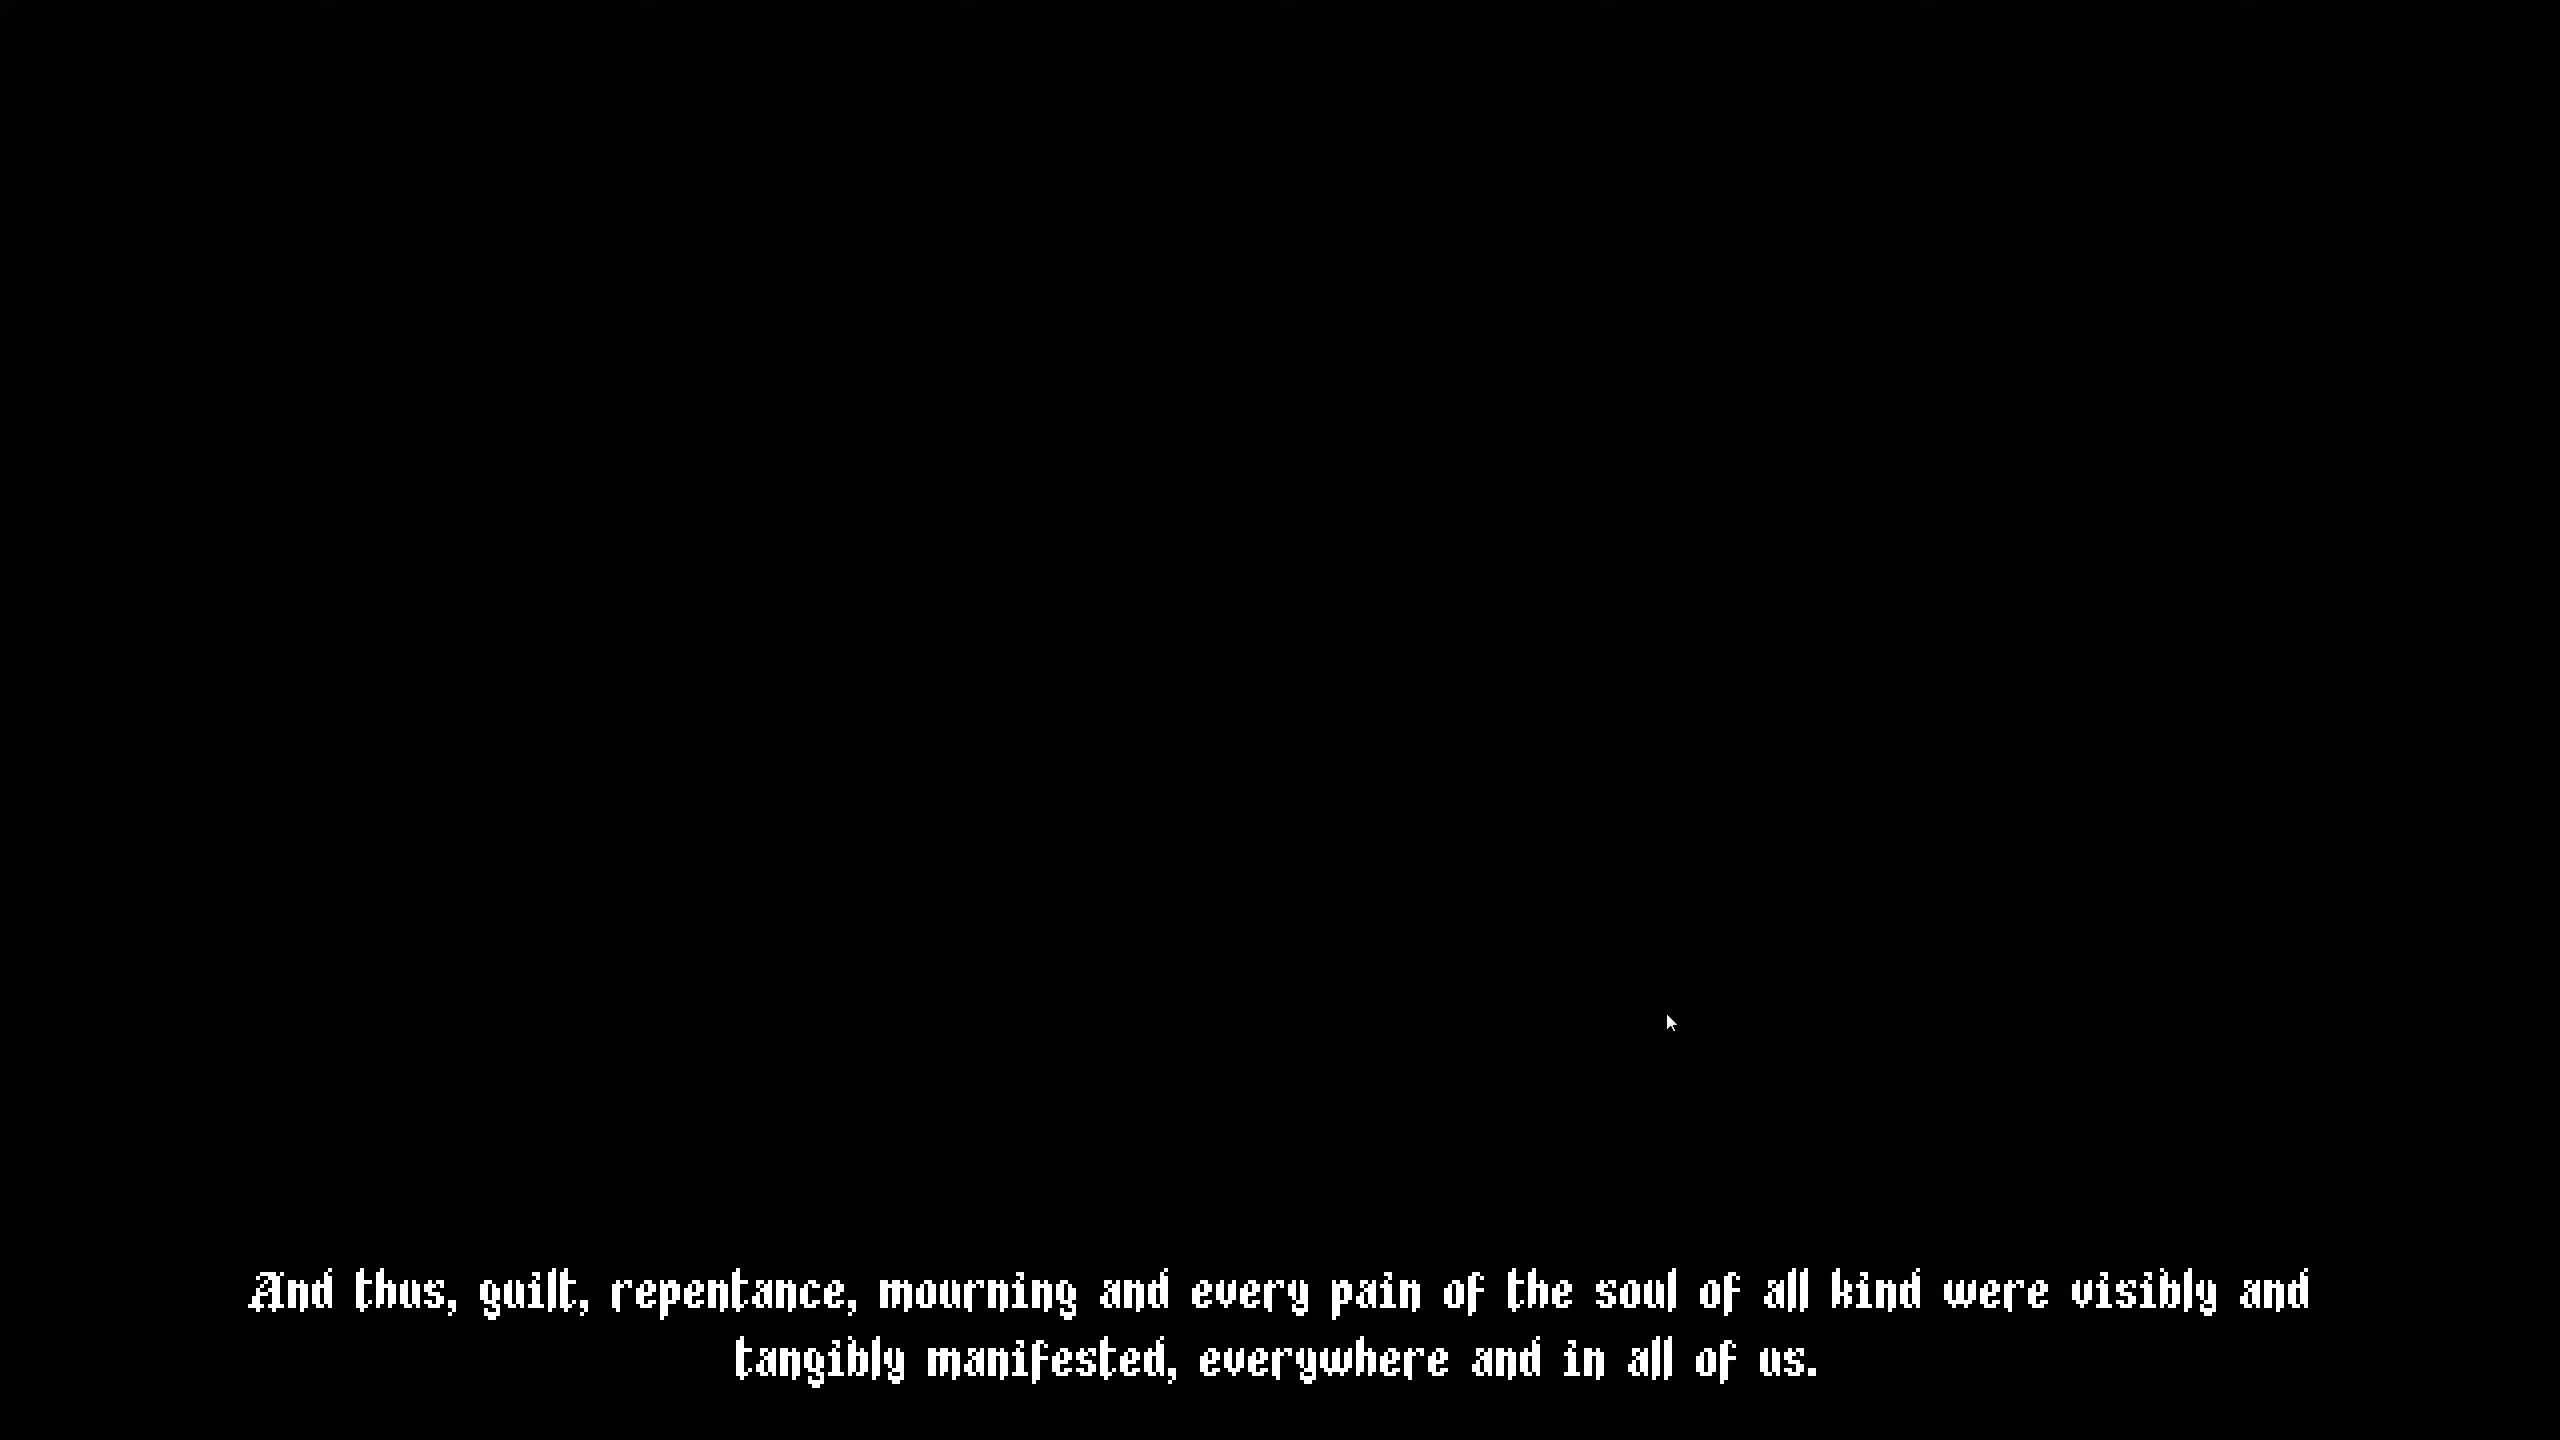 And thus, guilt, repentance, mourning and every pain of the soul of all kind were visibly and
tangibly manifested, everywhere and in all of us.